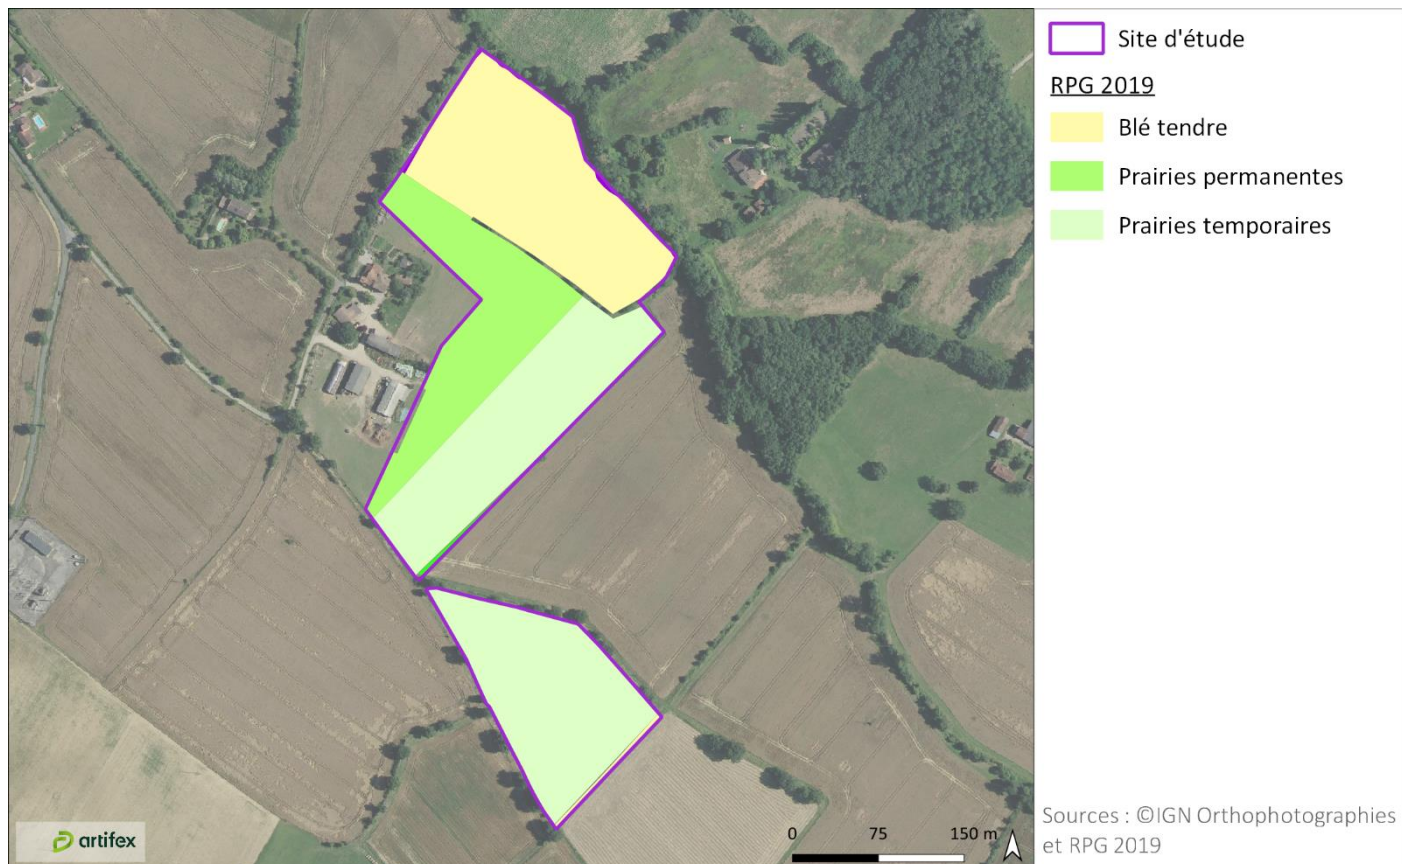 Site d'étude
RPG 2019
Blé tendre
Prairies permanentes
Prairies temporaires
Sources : ©IGN Orthophotographies
et RPG 2019
0 75 150 m
artifex